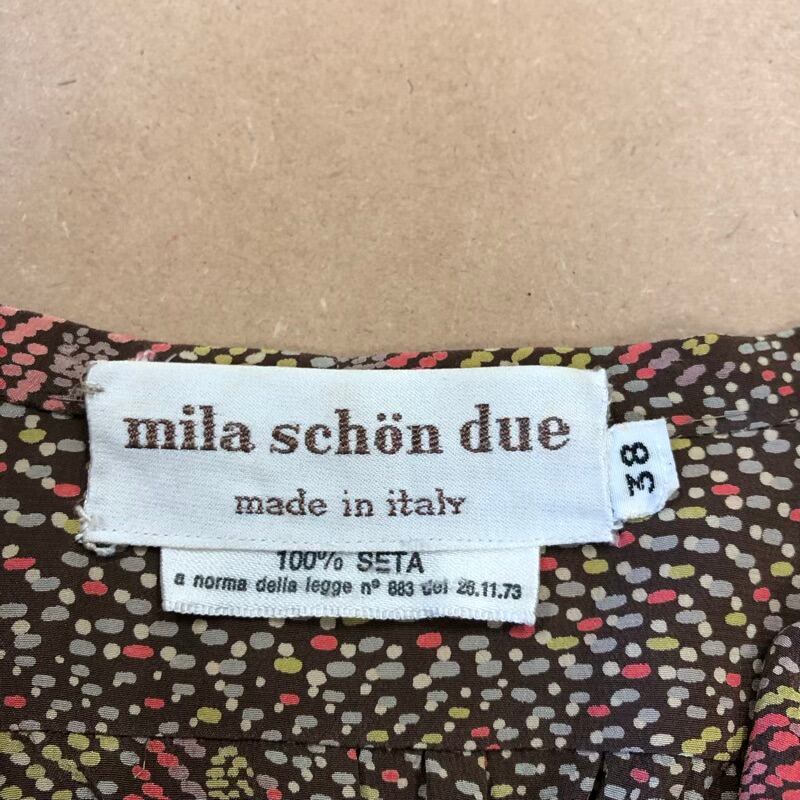 mila schön due
made in italy
38
100% SETA
a norma della legge n° 883 del 26.11.73